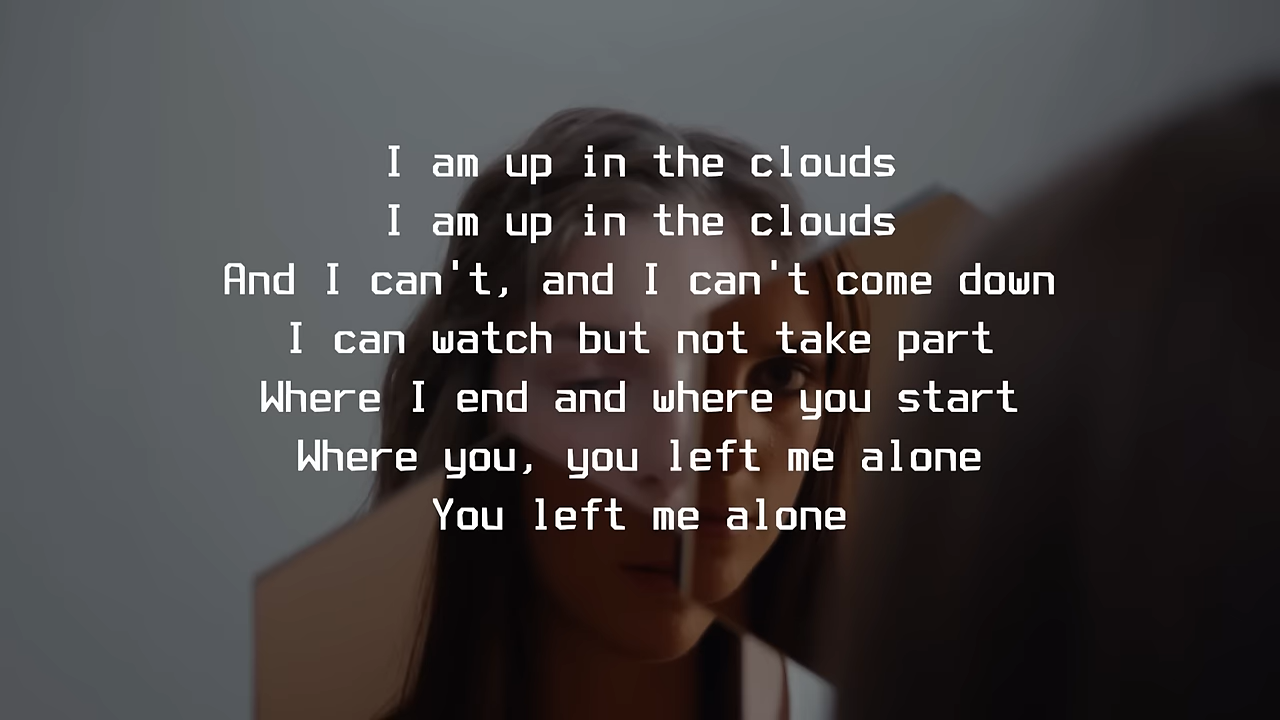 I am up in the clouds
I am up in the clouds
And I can't, and I can't come down
I can watch but not take part
Where I end and where you start
Where you, you left me alone
You left me alone